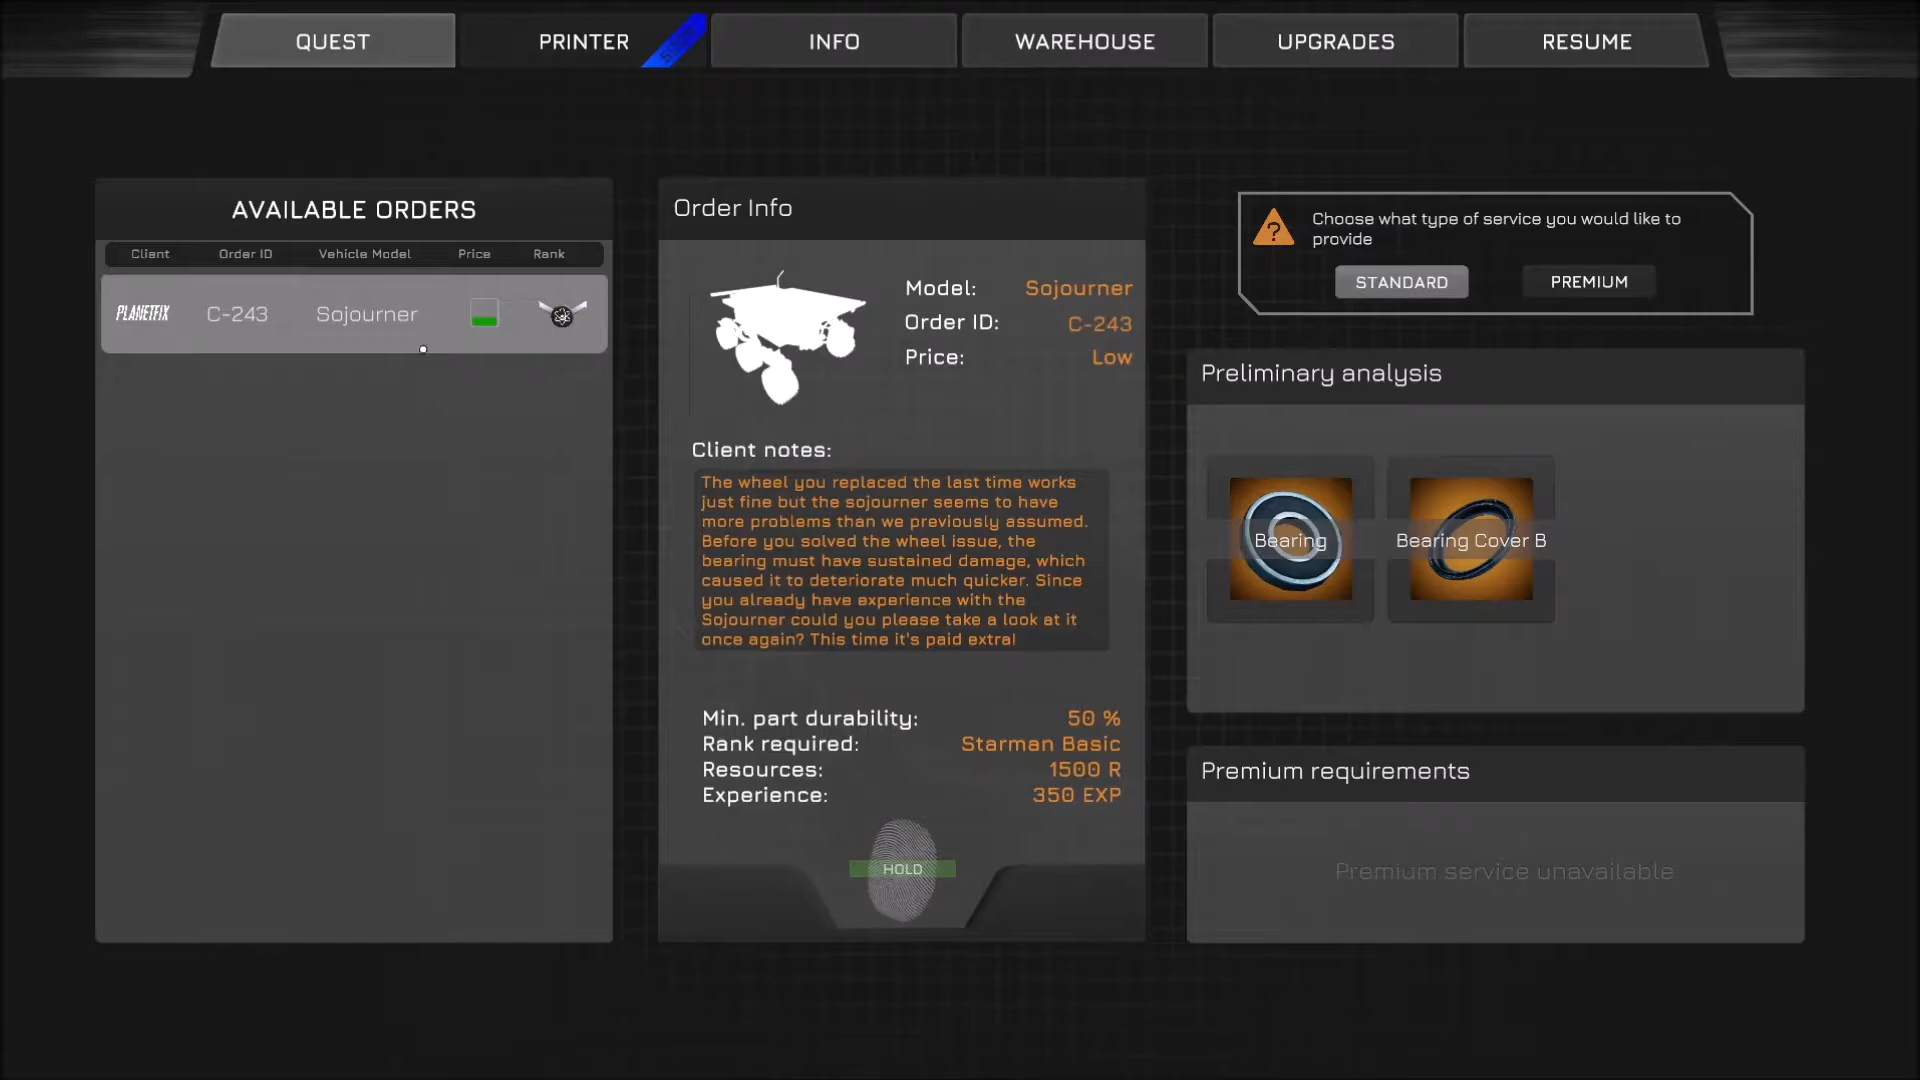 QUEST
PRINTER
INFO
WAREHOUSE
UPGRADES
RESUME
AVAILABLE ORDERS
Client Order ID Vehicle Model Price Rank
PLANETFIX C-243 Sojourner
Order Info
Model: Sojourner
Order ID: C-243
Price: Low
Client notes:
The wheel you replaced the last time works
just fine but the sojourner seems to have
more problems than we previously assumed.
Before you solved the wheel issue, the
bearing must have sustained damage, which
caused it to deteriorate much quicker. Since
you already have experience with the
Sojourner could you please take a look at it
once again? This time it's paid extra!
Min. part durability: 50 %
Rank required: Starman Basic
Resources: 1500 R
Experience: 350 EXP
HOLD
Choose what type of service you would like to
provide
STANDARD PREMIUM
Preliminary analysis
Bearing
Bearing Cover B
Premium requirements
Premium service unavailable